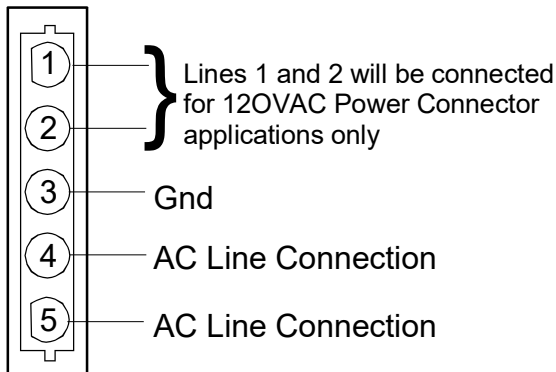 1
2
Lines 1 and 2 will be connected
for 12OVAC Power Connector
applications only
3 Gnd
4 AC Line Connection
5 AC Line Connection